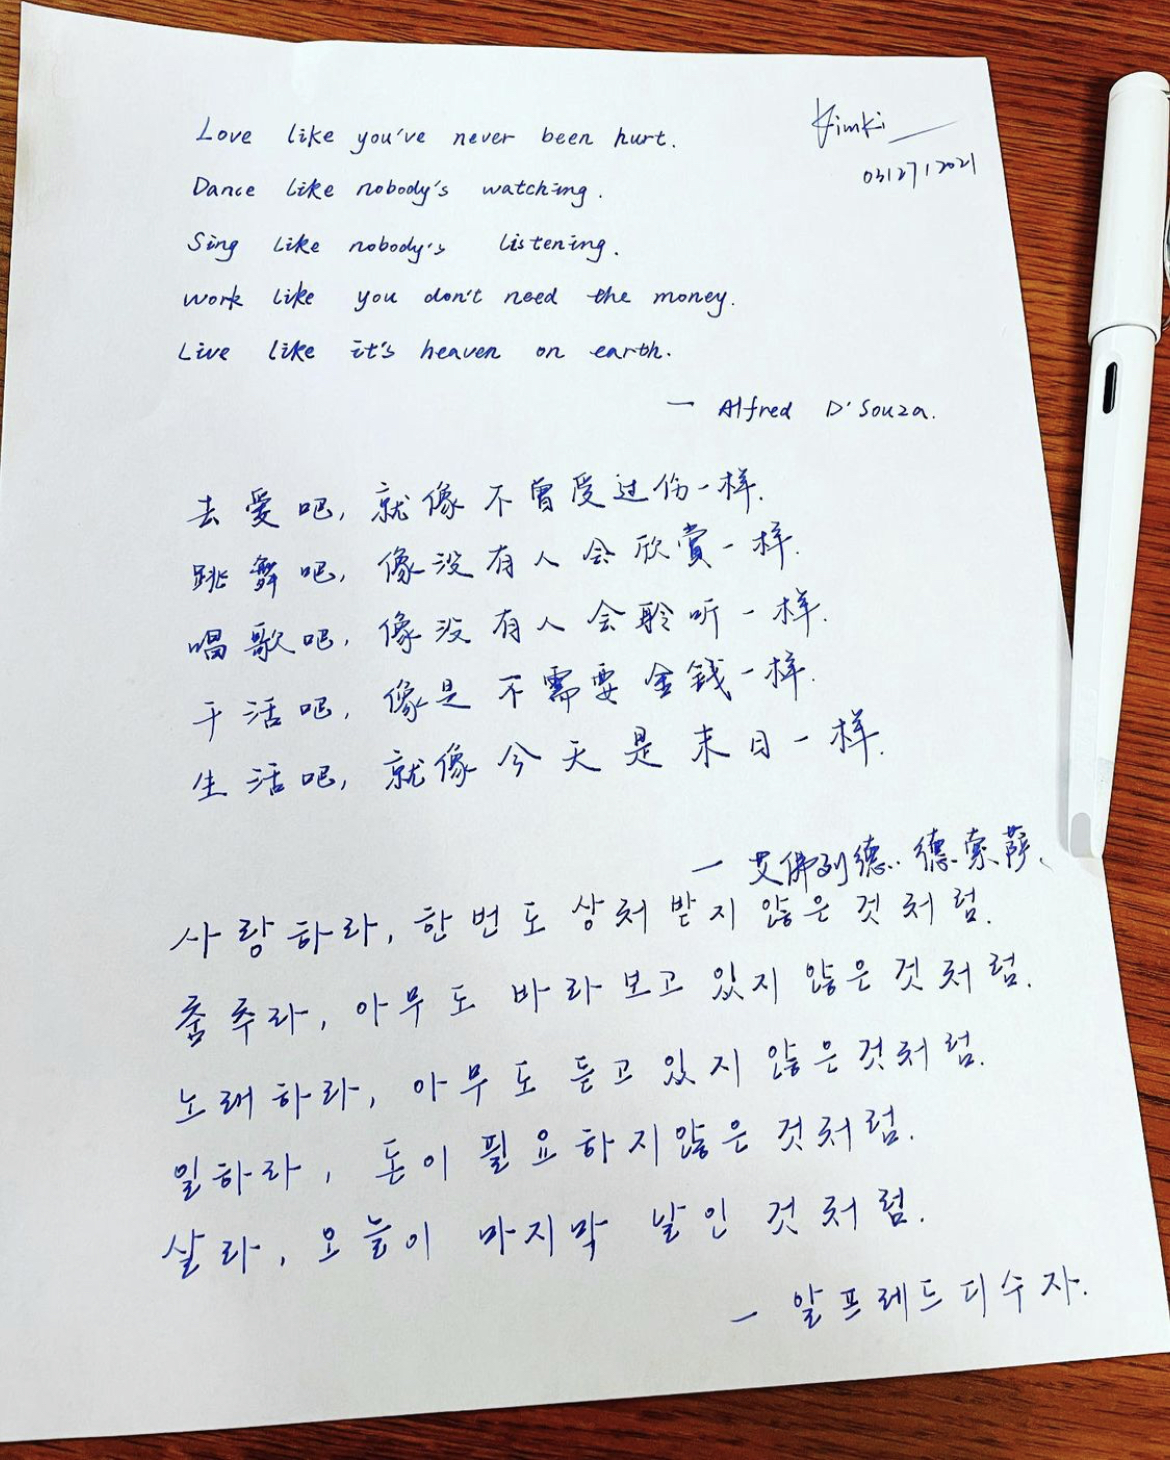 Kimki
03127 1 2021
Love like you've never been hurt.
Dance like nobody's watching.
Sing like nobody's listening.
Work like you don't need the money.
Live like it's heaven on earth.
— Alfred D'Souza.
去爱吧, 就像不曾受过伤一样.
跳舞吧, 像没有人会欣賞一样.
唱歌吧, 像没有人会聆听一样.
干活吧, 像是不需要金錢一样.
生活吧, 就像今天是末日一样.
— 艾佛列德.德索萨.
사랑하라, 한번도 상처받지 않은 것처럼.
춤추라, 아무도 바라보고 있지 않은 것처럼.
노래하라, 아무도 듣고 있지 않은 것처럼.
일하라, 돈이 필요하지 않은 것처럼.
살라, 오늘이 마지막 날인 것처럼.
— 알프레드 디 수자.